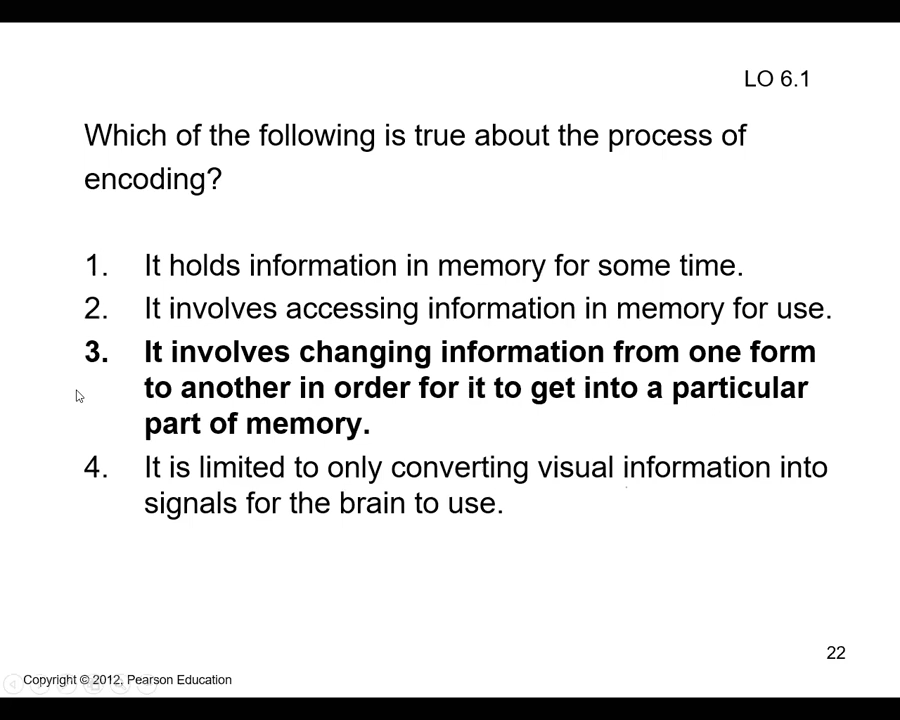 LO 6.1
Which of the following is true about the process of
encoding?
1. It holds information in memory for some time.
2. It involves accessing information in memory for use.
3. It involves changing information from one form
to another in order for it to get into a particular
part of memory.
4. It is limited to only converting visual information into
signals for the brain to use.
22
Copyright © 2012, Pearson Education